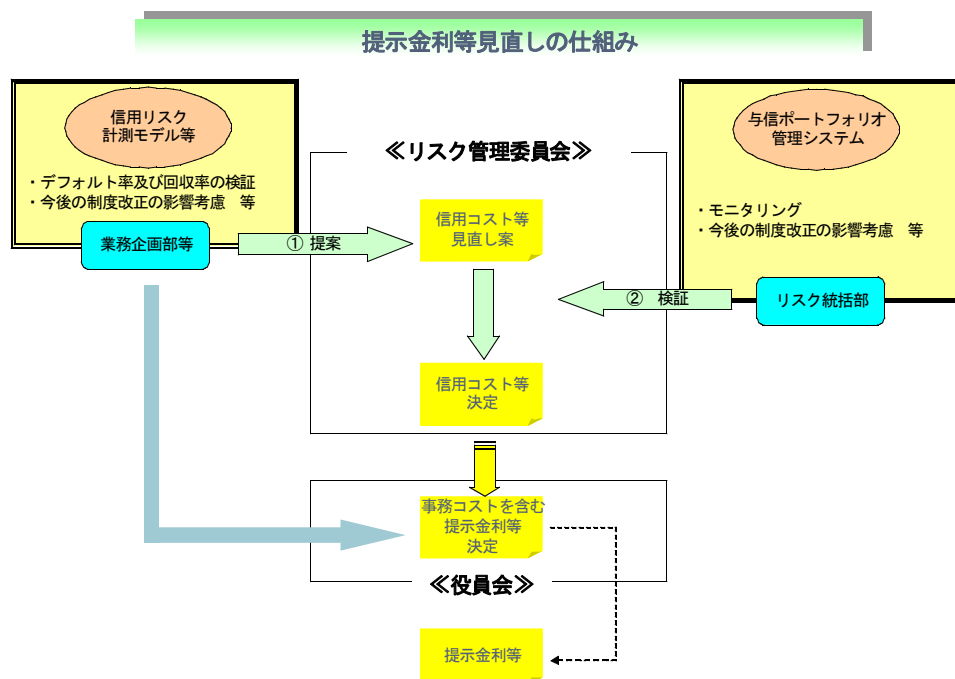 提示金利等見直しの仕組み
信用リスク
計測モデル等
・デフォルト率及び回収率の検証
・今後の制度改正の影響考慮　等
業務企画部等
① 提案
≪リスク管理委員会≫
信用コスト等
見直し案
与信ポートフォリオ
管理システム
・モニタリング
・今後の制度改正の影響考慮　等
リスク統括部
②　検証
信用コスト等
決定
事務コストを含む
提示金利等
決定
≪役員会≫
提示金利等